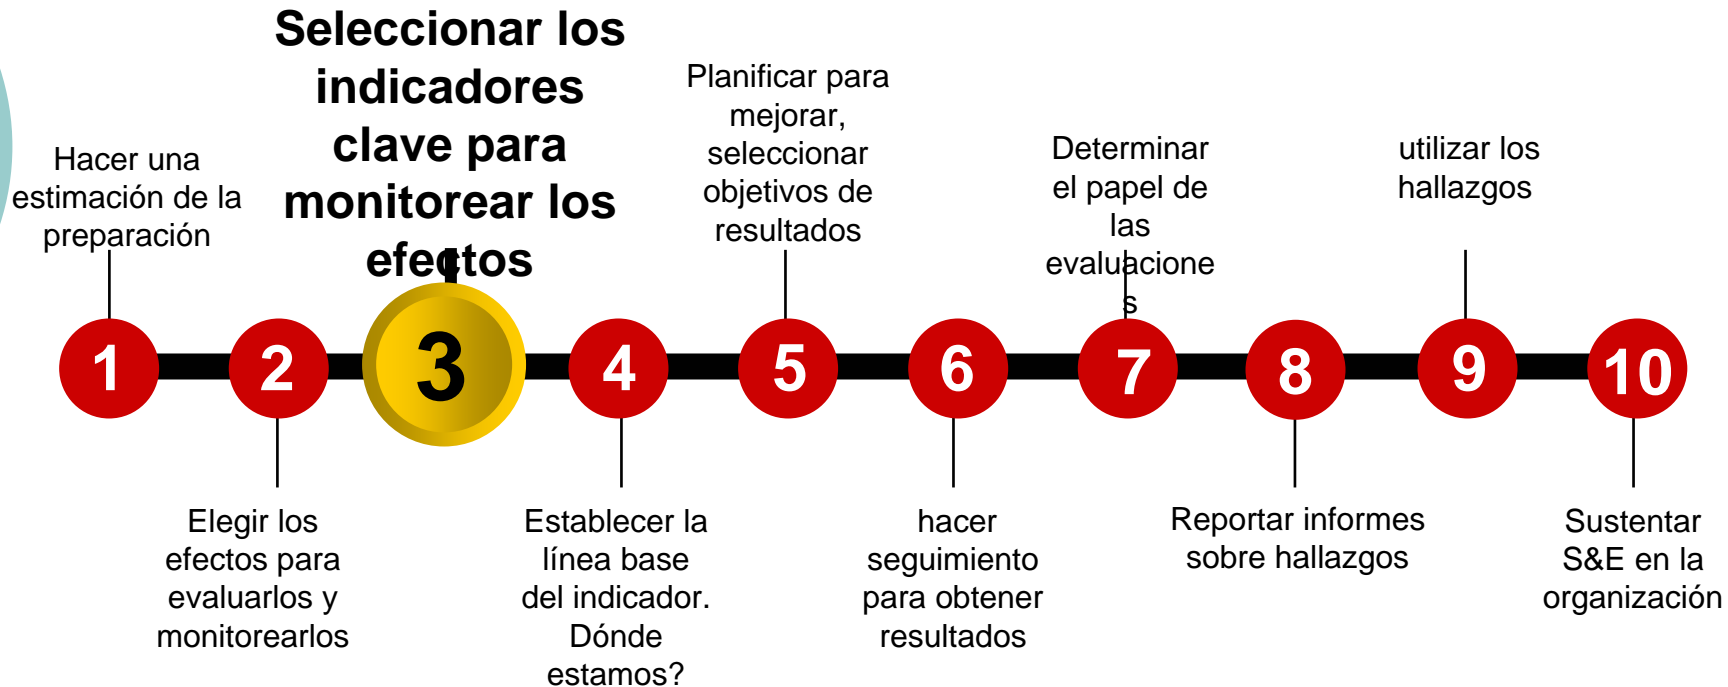 Seleccionar los
indicadores
clave para
monitorear los
efectos
Hacer una
estimación de la
preparación
Planificar para
mejorar,
seleccionar
objetivos de
resultados
Determinar
el papel de
las
evaluacione
s
utilizar los
hallazgos
1
2
3
4
5
6
7
8
9
10
Elegir los
efectos para
evaluarlos y
monitorearlos
Establecer la
línea base
del indicador.
Dónde
estamos?
hacer
seguimiento
para obtener
resultados
Reportar informes
sobre hallazgos
Sustentar
S&E en la
organización